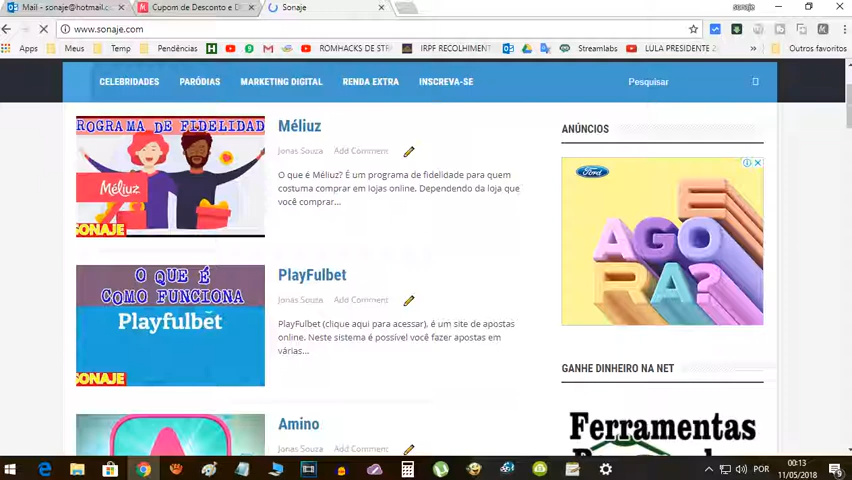 Mail - sonaje@hotmail.c
Cupom de Desconto e D
Sonaje
sonaje
www.sonaje.com
Apps
Meus
Temp
Pendências
ROMHACKS DE STR
IRPF RECOLHIMENT
Streamlabs
LULA PRESIDENTE 2
Outros favoritos
CELEBRIDADES
PARÓDIAS
MARKETING DIGITAL
RENDA EXTRA
INSCREVA-SE
Pesquisar
ROGRAMA DE FIDELIDAD
Méliuz
SONAJE
Méliuz
Jonas Souza
Add Comment
O que é Méliuz? É um programa de fidelidade para quem
costuma comprar em lojas online. Dependendo da loja que
você comprar...
O QUE É
COMO FUNCIONA
Playfulbet
SONAJE
PlayFulbet
Jonas Souza
Add Comment
PlayFulbet (clique aqui para acessar), é um site de apostas
online. Neste sistema é possível você fazer apostas em
várias...
Amino
Jonas Souza
Add Comment
ANÚNCIOS
Ford
E
AGORA?
GANHE DINHEIRO NA NET
Ferramentas
POR
00:13
11/05/2018